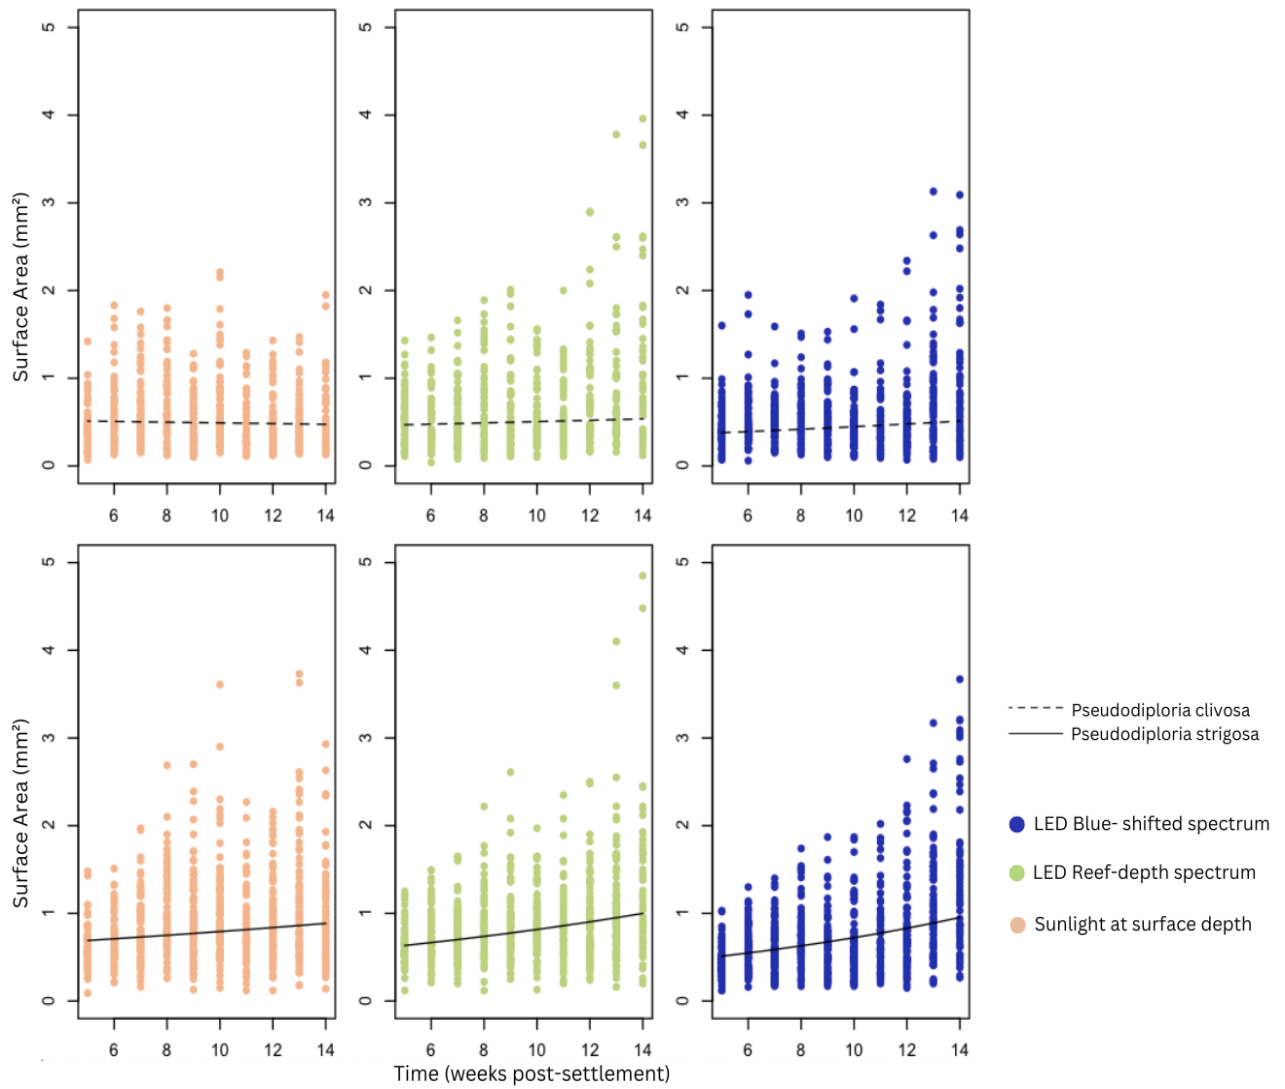 5
4
3
2
1
0
5
4
3
2
1
0
5
4
3
2
1
0
Surface Area (mm²)
6 8 10 12 14
6 8 10 12 14
6 8 10 12 14
5
4
3
2
1
0
5
4
3
2
1
0
5
4
3
2
1
0
Surface Area (mm²)
6 8 10 12 14
6 8 10 12 14
6 8 10 12 14
Time (weeks post-settlement)
Pseudodiploria clivosa
Pseudodiploria strigosa
LED Blue- shifted spectrum
LED Reef-depth spectrum
Sunlight at surface depth